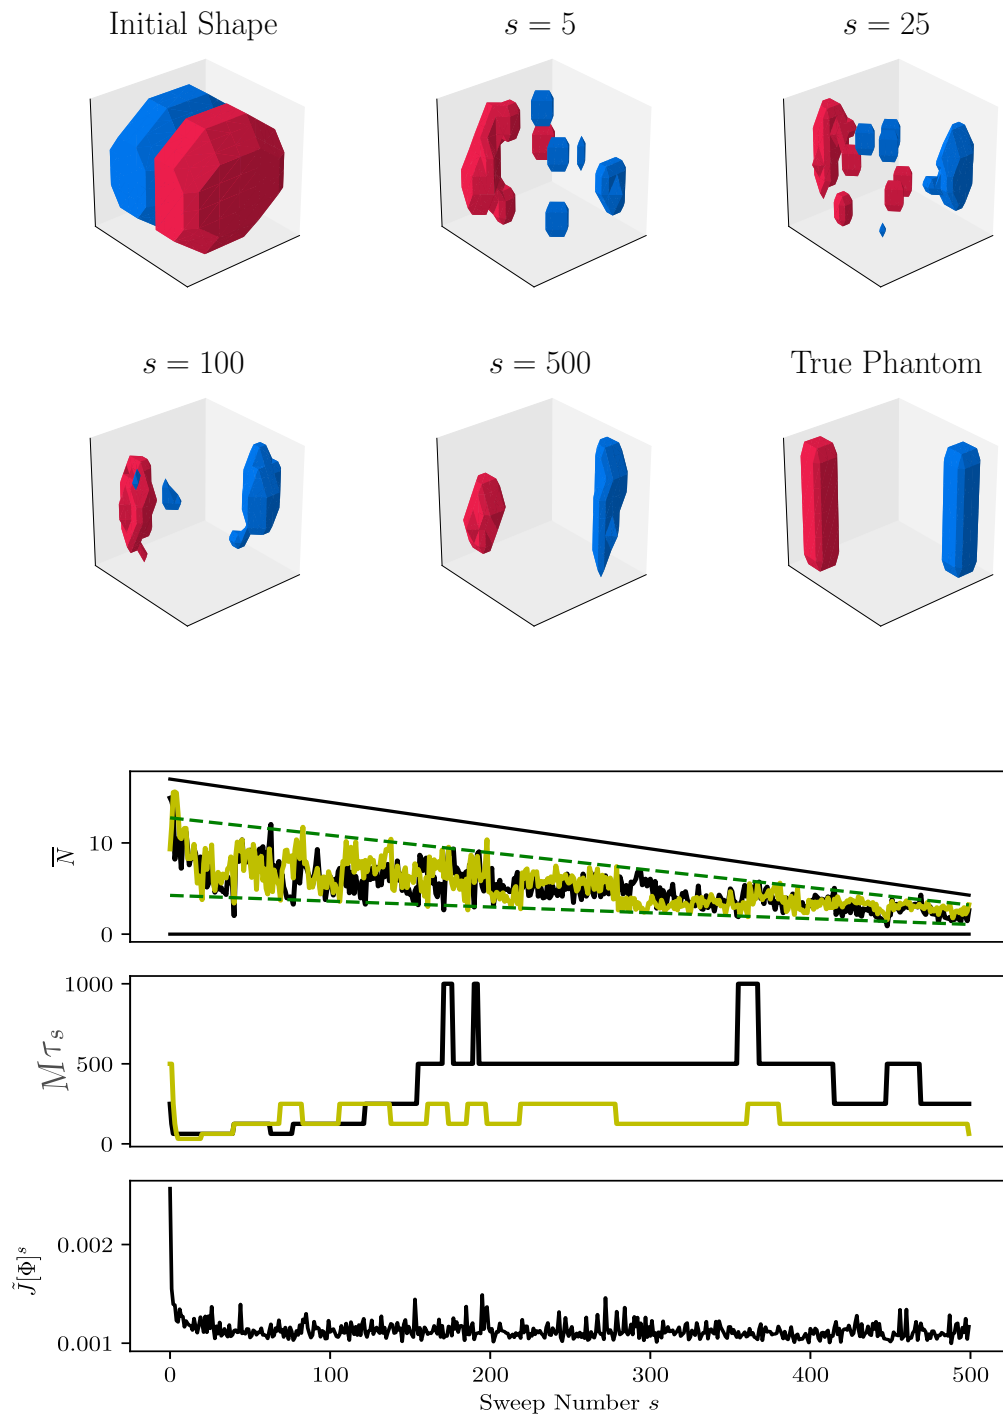 Initial Shape
s = 5
s = 25
s = 100
s = 500
True Phantom
10
0
N̅
1000
500
0
𝕄τₛ
0.002
0.001
J̃[Φ]ˢ
0 100 200 300 400 500
Sweep Number s